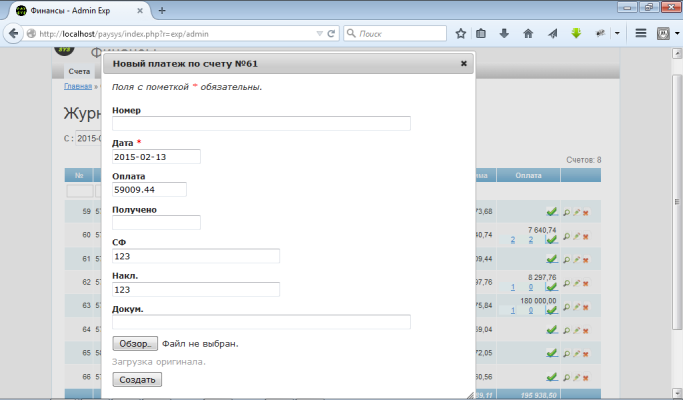 Финансы - Admin Exp
http://localhost/paysys/index.php?r=exp/admin
Поиск
Счета
Главная »
Новый платеж по счету №61
Поля с пометкой * обязательны.
Номер
Дата *
2015-02-13
Оплата
59009.44
Получено
СФ
123
Накл.
123
Докум.
Обзор.. Файл не выбран.
Загрузка оригинала.
Создать
С : 2015-0
Счетов: 8
№ Оплата
59 73,68
60 40,74 7 640,74
2 2
61 09,44
62 97,76 8 297,76
1 0
63 75,84 180 000,00
1 0
64 69,04
65 72,05
66 60,56
89,11 195 938,50